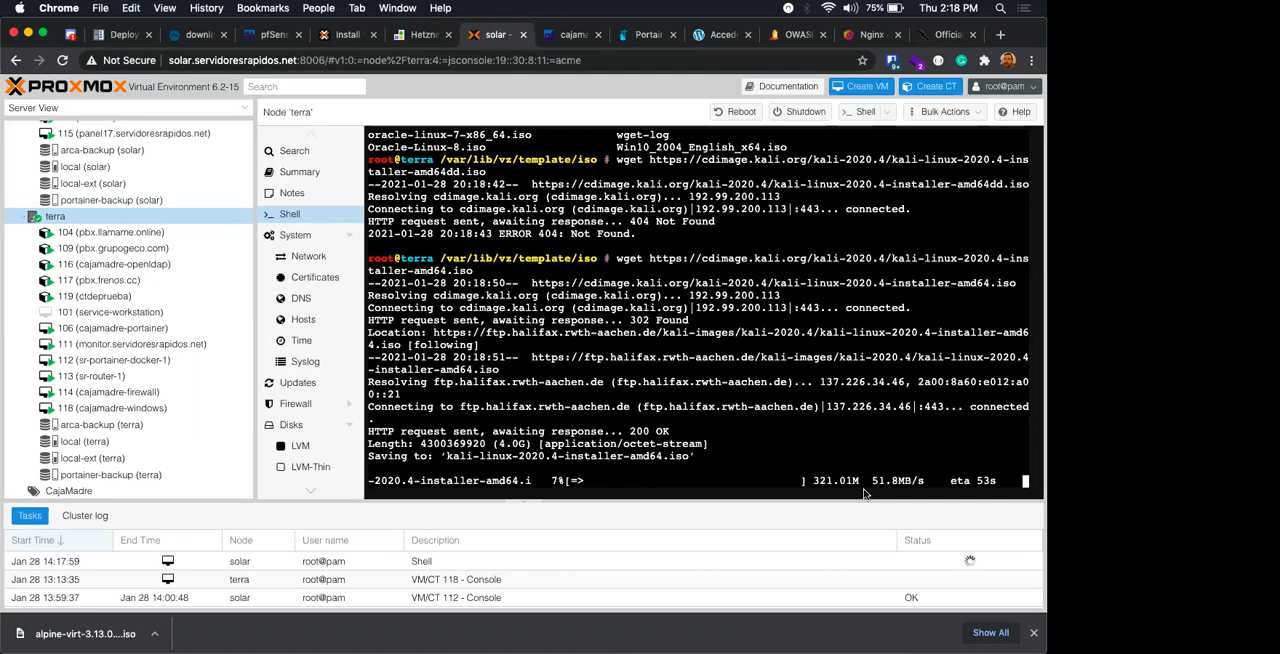 Chrome File Edit View History Bookmarks People Tab Window Help 75% Thu 2:18 PM
Deploy downlo pfSens Install Hetzne solar - cajama Portain Accede OWASP Nginx Officia
Not Secure solar.servidoresrapidos.net:8006/#v1:0:=node%2Fterra:4:=jsconsole:19::30:8:11:=acme
PROXMOX Virtual Environment 6.2-15 Search Documentation Create VM Create CT root@pam
Server View
Node 'terra' Reboot Shutdown Shell Bulk Actions Help
115 (panel17.servidoresrapidos.net)
arca-backup (solar)
local (solar)
local-ext (solar)
portainer-backup (solar)
terra
104 (pbx.llamame.online)
109 (pbx.grupogeco.com)
116 (cajamadre-openldap)
117 (pbx.frenos.cc)
119 (ctdeprueba)
101 (service-workstation)
106 (cajamadre-portainer)
111 (monitor.servidoresrapidos.net)
112 (sr-portainer-docker-1)
113 (sr-router-1)
114 (cajamadre-firewall)
118 (cajamadre-windows)
arca-backup (terra)
local (terra)
local-ext (terra)
portainer-backup (terra)
CajaMadre
Search
Summary
Notes
Shell
System
Network
Certificates
DNS
Hosts
Time
Syslog
Updates
Firewall
Disks
LVM
LVM-Thin
oracle-linux-7-x86_64.iso wget-log
Oracle-Linux-8.iso Win10_2004_English_x64.iso
root@terra /var/lib/vz/template/iso # wget https://cdimage.kali.org/kali-2020.4/kali-linux-2020.4-ins
taller-amd64dd.iso
--2021-01-28 20:18:42-- https://cdimage.kali.org/kali-2020.4/kali-linux-2020.4-installer-amd64dd.iso
Resolving cdimage.kali.org (cdimage.kali.org)... 192.99.200.113
Connecting to cdimage.kali.org (cdimage.kali.org)|192.99.200.113|:443... connected.
HTTP request sent, awaiting response... 404 Not Found
2021-01-28 20:18:43 ERROR 404: Not Found.
root@terra /var/lib/vz/template/iso # wget https://cdimage.kali.org/kali-2020.4/kali-linux-2020.4-ins
taller-amd64.iso
--2021-01-28 20:18:50-- https://cdimage.kali.org/kali-2020.4/kali-linux-2020.4-installer-amd64.iso
Resolving cdimage.kali.org (cdimage.kali.org)... 192.99.200.113
Connecting to cdimage.kali.org (cdimage.kali.org)|192.99.200.113|:443... connected.
HTTP request sent, awaiting response... 302 Found
Location: https://ftp.halifax.rwth-aachen.de/kali-images/kali-2020.4/kali-linux-2020.4-installer-amd6
4.iso [following]
--2021-01-28 20:18:51-- https://ftp.halifax.rwth-aachen.de/kali-images/kali-2020.4/kali-linux-2020.4
-installer-amd64.iso
Resolving ftp.halifax.rwth-aachen.de (ftp.halifax.rwth-aachen.de)... 137.226.34.46, 2a00:8a60:e012:a0
0::21
Connecting to ftp.halifax.rwth-aachen.de (ftp.halifax.rwth-aachen.de)|137.226.34.46|:443... connected
.
HTTP request sent, awaiting response... 200 OK
Length: 4300369920 (4.0G) [application/octet-stream]
Saving to: ‘kali-linux-2020.4-installer-amd64.iso’
-2020.4-installer-amd64.i 7%[=> ] 321.01M 51.8MB/s eta 53s
Tasks Cluster log
Start Time End Time Node User name Description Status
Jan 28 14:17:59 solar root@pam Shell
Jan 28 13:13:35 terra root@pam VM/CT 118 - Console
Jan 28 13:59:37 Jan 28 14:00:48 solar root@pam VM/CT 112 - Console OK
alpine-virt-3.13.0....iso Show All